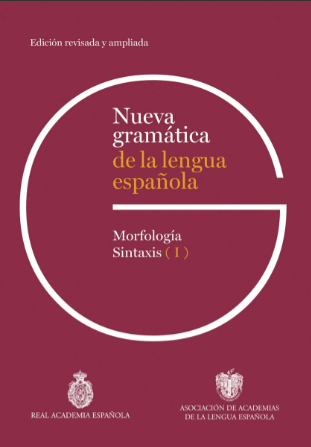 Edición revisada y ampliada
Nueva
gramática
de la lengua
española
Morfología
Sintaxis ( I )
REAL ACADEMIA ESPAÑOLA
ASOCIACIÓN DE ACADEMIAS
DE LA LENGUA ESPAÑOLA